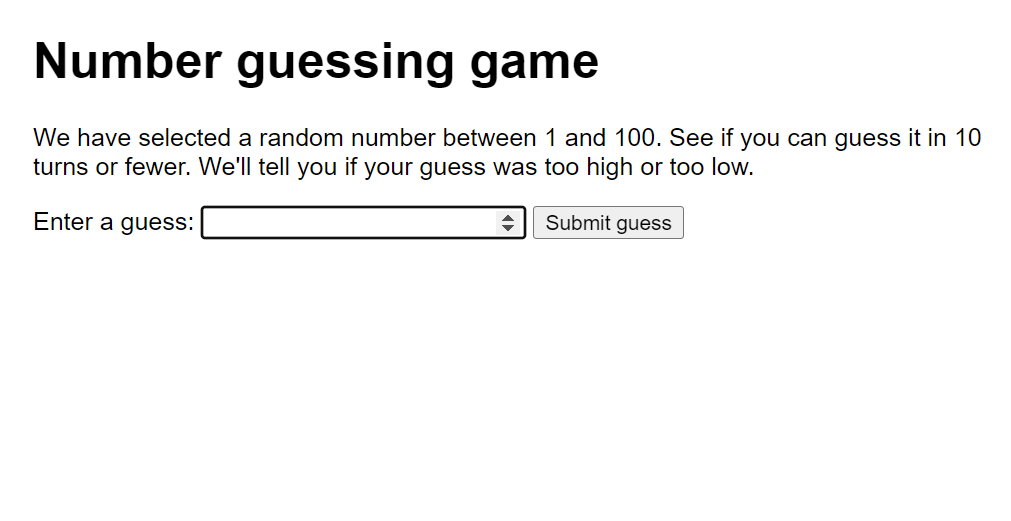 Number guessing game
We have selected a random number between 1 and 100. See if you can guess it in 10
turns or fewer. We'll tell you if your guess was too high or too low.
Enter a guess: Submit guess